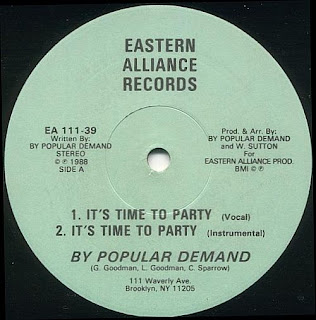 EASTERN
ALLIANCE
RECORDS
EA 111-39
Written By:
BY POPULAR DEMAND
STEREO
© ℗ 1988
SIDE A
Prod. & Arr. By:
BY POPULAR DEMAND
and W. SUTTON
For
EASTERN ALLIANCE PROD.
BMI © ℗
1. IT'S TIME TO PARTY (Vocal)
2. IT'S TIME TO PARTY (Instrumental)
BY POPULAR DEMAND
(G. Goodman, L. Goodman, C. Sparrow)
111 Waverly Ave.
Brooklyn, NY 11205